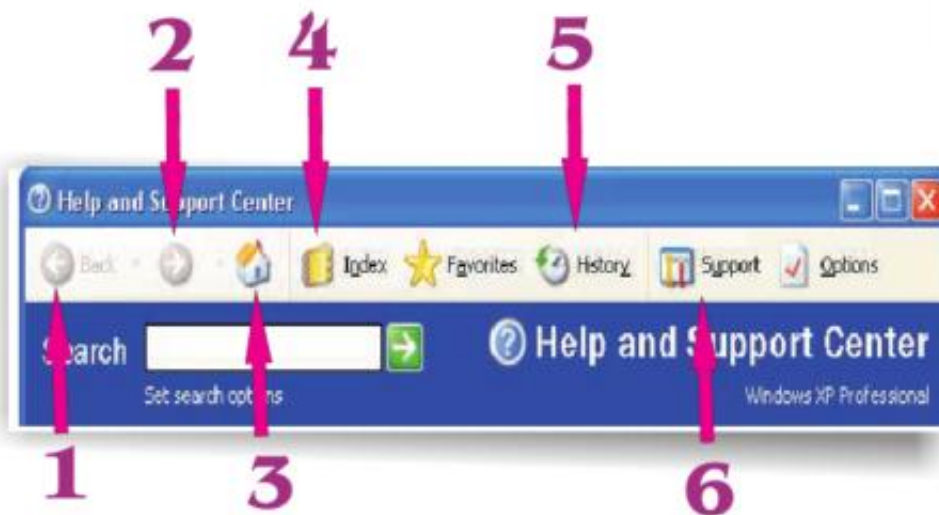 2 4 5
Help and Support Center
Back Index Favorites History Support Options
Search Help and Support Center
Set search options Windows XP Professional
1 3 6